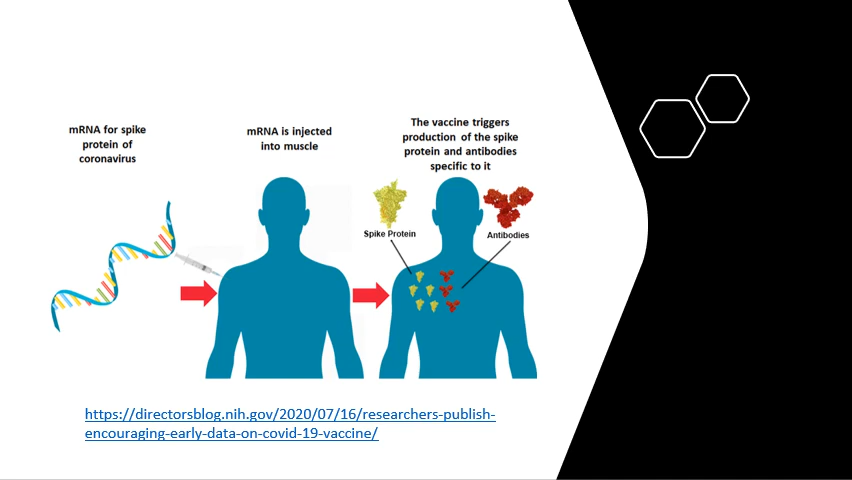 mRNA for spike
protein of
coronavirus
mRNA is injected
into muscle
The vaccine triggers
production of the spike
protein and antibodies
specific to it
Spike Protein
Antibodies
https://directorsblog.nih.gov/2020/07/16/researchers-publish-
encouraging-early-data-on-covid-19-vaccine/